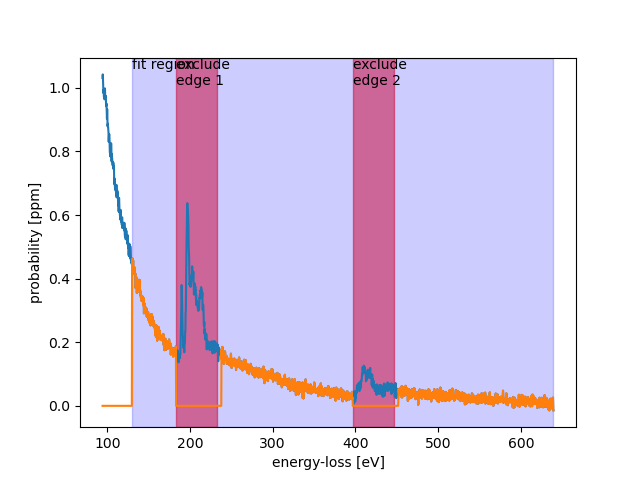 fit region
exclude
edge 1
exclude
edge 2
1.0
0.8
0.6
0.4
0.2
0.0
probability [ppm]
100 200 300 400 500 600
energy-loss [eV]